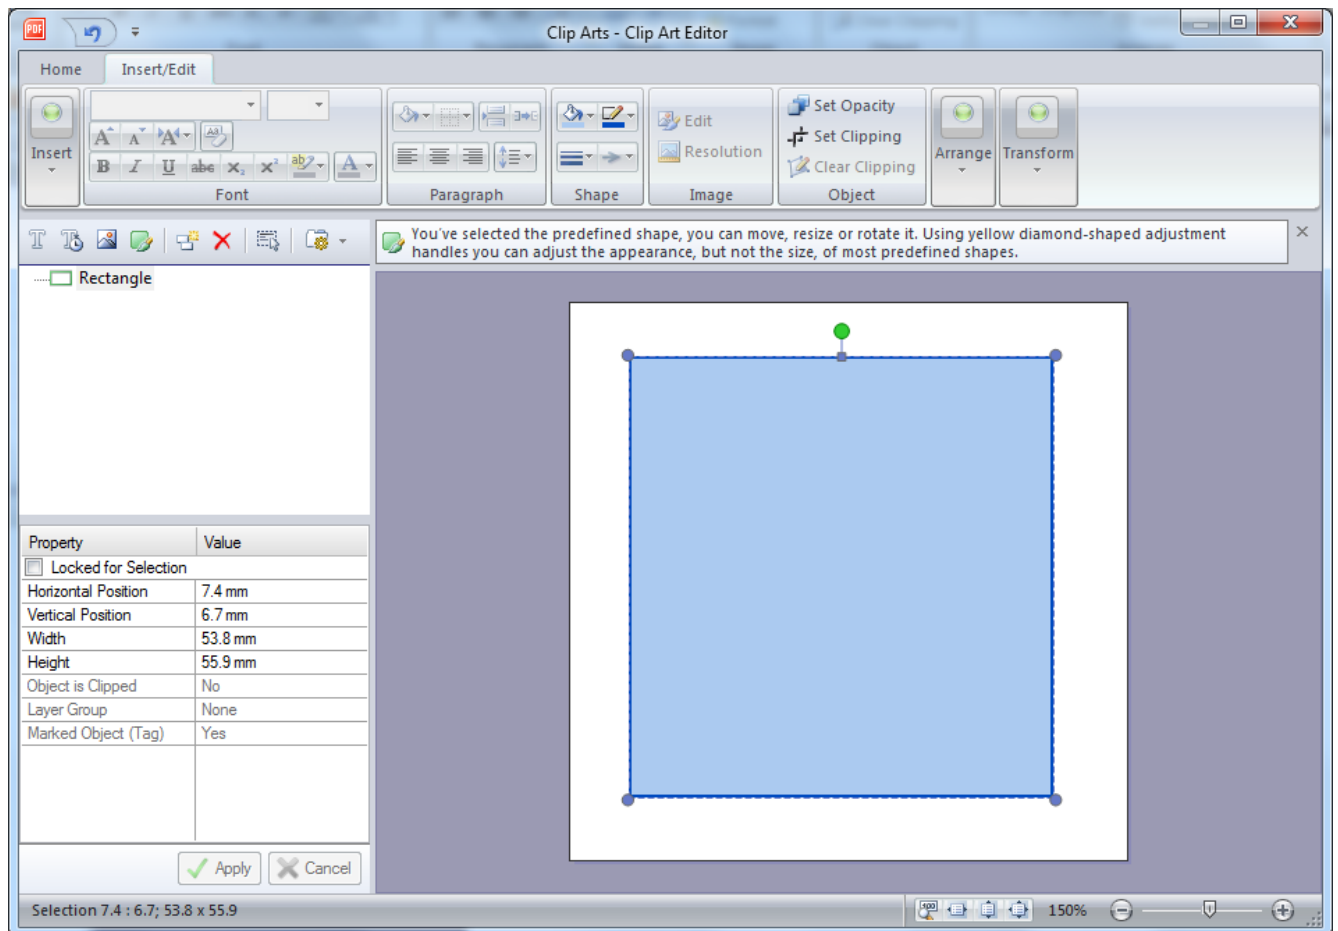 PDF
Clip Arts - Clip Art Editor
Home Insert/Edit
Insert
Font
Paragraph
Shape
Edit
Resolution
Image
Set Opacity
Set Clipping
Clear Clipping
Object
Arrange
Transform
You've selected the predefined shape, you can move, resize or rotate it. Using yellow diamond-shaped adjustment
handles you can adjust the appearance, but not the size, of most predefined shapes.
Rectangle
Property Value
Locked for Selection
Horizontal Position 7.4 mm
Vertical Position 6.7 mm
Width 53.8 mm
Height 55.9 mm
Object is Clipped No
Layer Group None
Marked Object (Tag) Yes
Apply Cancel
Selection 7.4 : 6.7; 53.8 x 55.9
150%